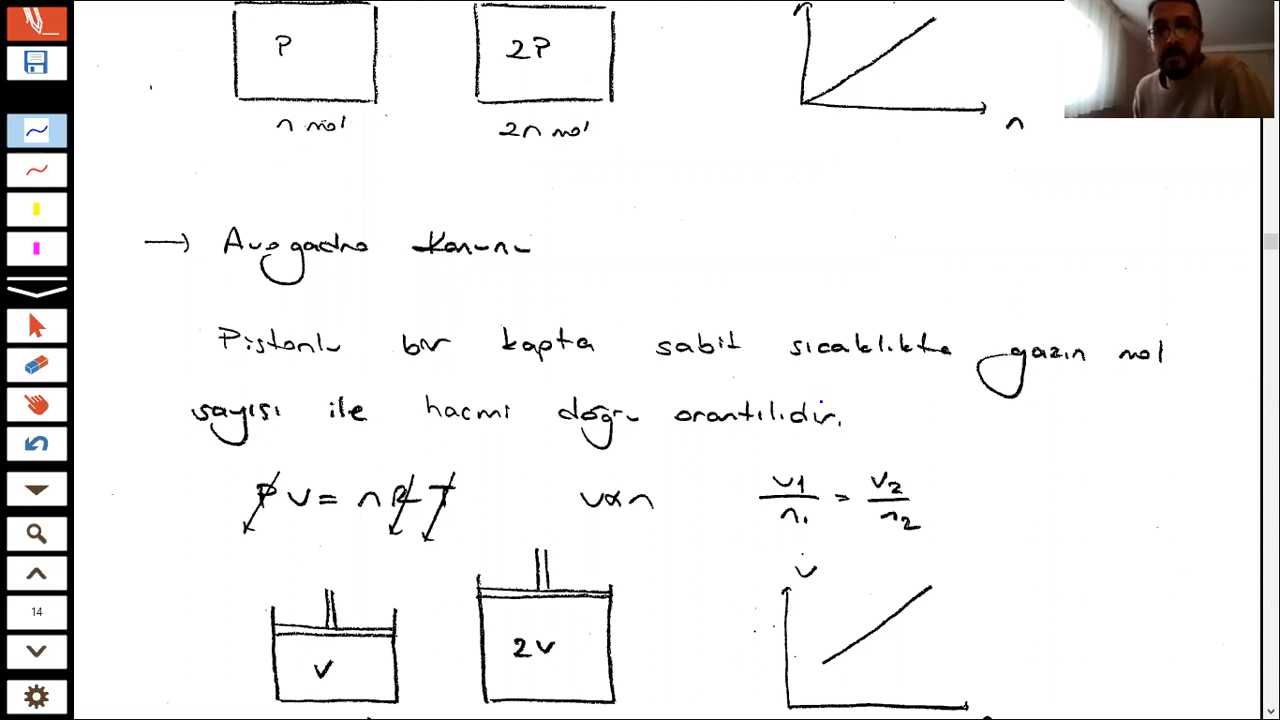 P 2P
n mol 2n mol n
→ Avogadro Kanunu
Pistonlu bir kapta sabit sıcaklıkta gazın mol
sayısı ile hacmi doğru orantılıdır.
PV = nRT V∝n V1/n1 = V2/n2
V
V 2V
14